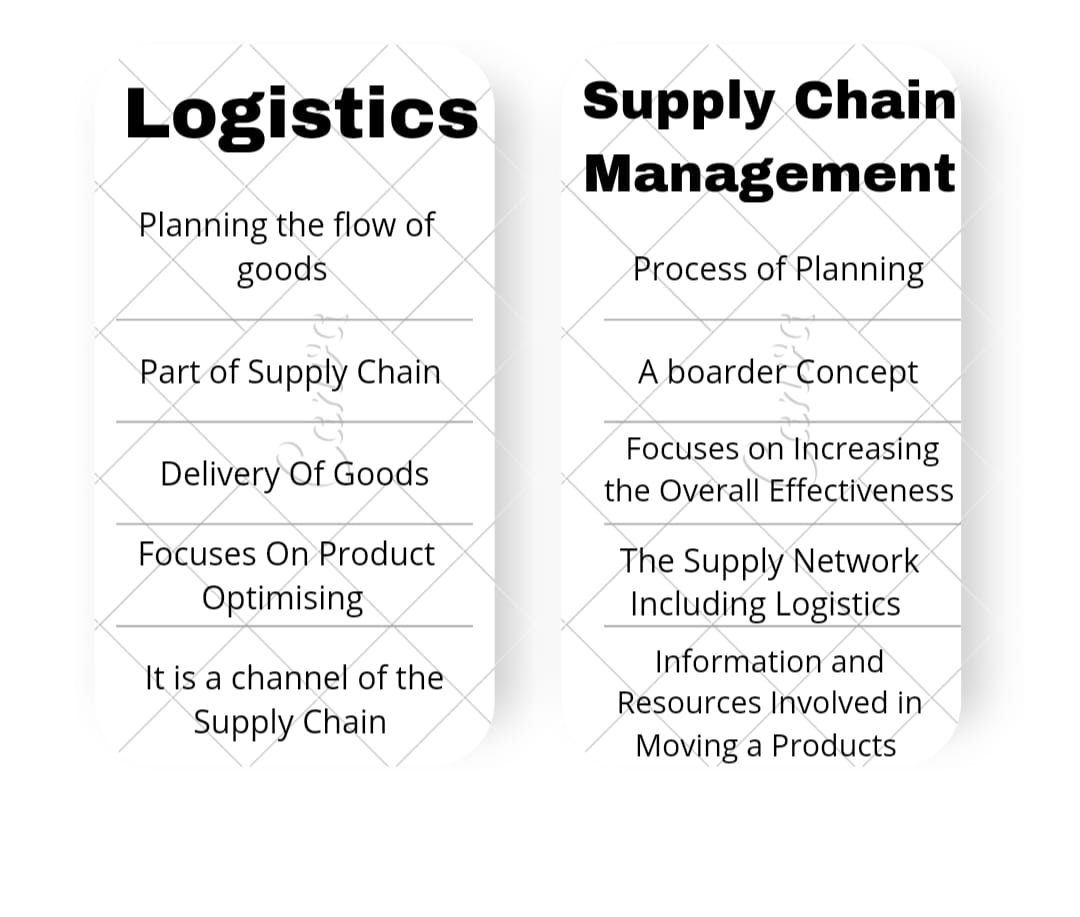 Logistics
Planning the flow of
goods
Part of Supply Chain
Delivery Of Goods
Focuses On Product
Optimising
It is a channel of the
Supply Chain
Supply Chain
Management
Process of Planning
A boarder Concept
Focuses on Increasing
the Overall Effectiveness
The Supply Network
Including Logistics
Information and
Resources Involved in
Moving a Products
Canva
Canva